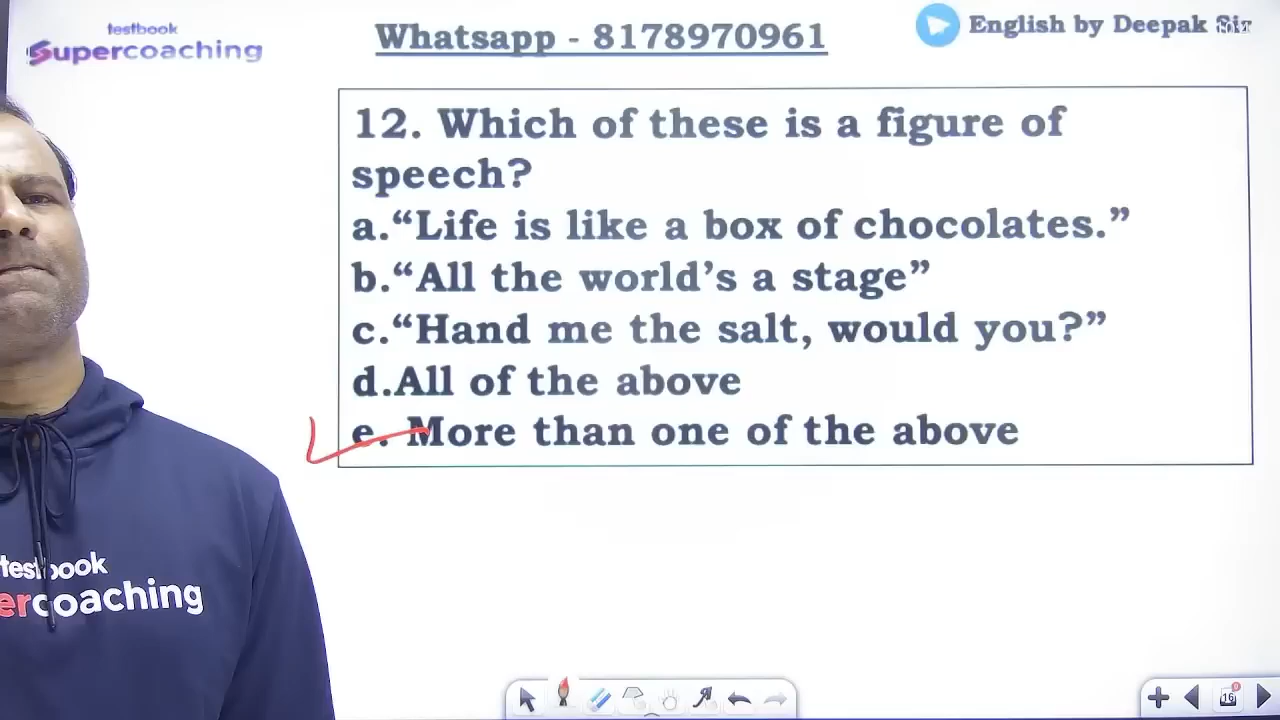 testbook
Supercoaching
Whatsapp - 8178970961
English by Deepak Sir
12. Which of these is a figure of
speech?
a.“Life is like a box of chocolates.”
b.“All the world’s a stage”
c.“Hand me the salt, would you?”
d.All of the above
e. More than one of the above
testbook
ercoaching
16